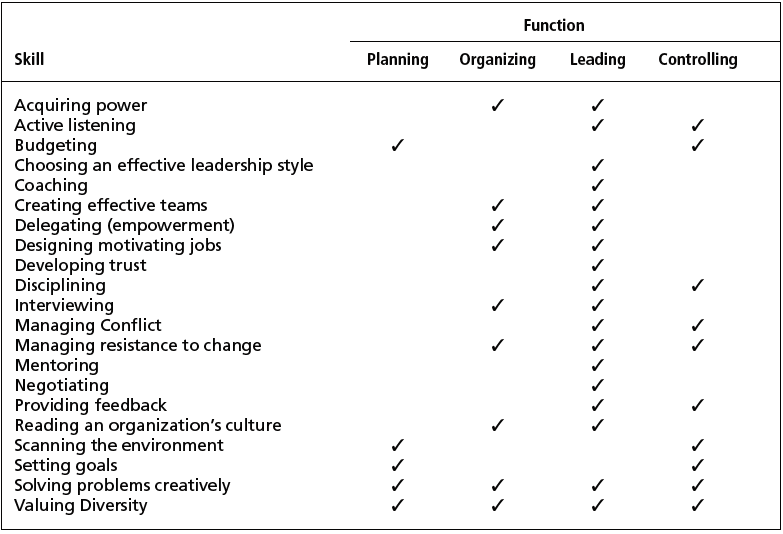 Function
Skill Planning Organizing Leading Controlling
Acquiring power ✓ ✓
Active listening ✓ ✓
Budgeting ✓ ✓
Choosing an effective leadership style ✓
Coaching ✓
Creating effective teams ✓ ✓
Delegating (empowerment) ✓ ✓
Designing motivating jobs ✓ ✓
Developing trust ✓
Disciplining ✓ ✓
Interviewing ✓ ✓
Managing Conflict ✓ ✓
Managing resistance to change ✓ ✓ ✓
Mentoring ✓
Negotiating ✓
Providing feedback ✓ ✓
Reading an organization’s culture ✓ ✓
Scanning the environment ✓ ✓
Setting goals ✓ ✓
Solving problems creatively ✓ ✓ ✓ ✓
Valuing Diversity ✓ ✓ ✓ ✓